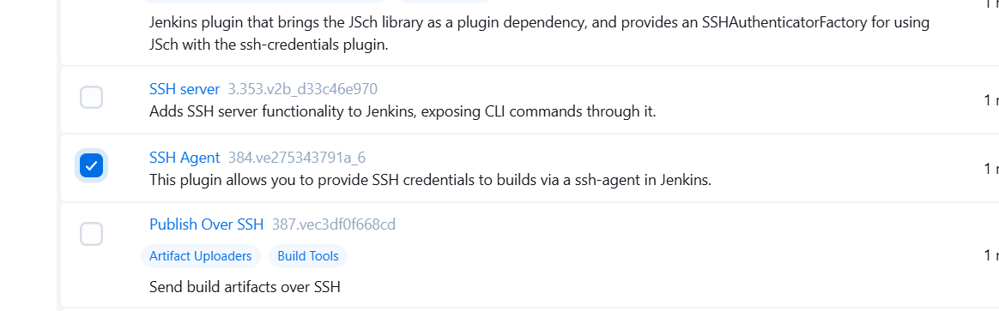 Jenkins plugin that brings the JSch library as a plugin dependency, and provides an SSHAuthenticatorFactory for using
JSch with the ssh-credentials plugin.
SSH server 3.353.v2b_d33c46e970
Adds SSH server functionality to Jenkins, exposing CLI commands through it.
1
SSH Agent 384.ve275343791a_6
This plugin allows you to provide SSH credentials to builds via a ssh-agent in Jenkins.
1
Publish Over SSH 387.vec3df0f668cd
Artifact Uploaders Build Tools
1
Send build artifacts over SSH